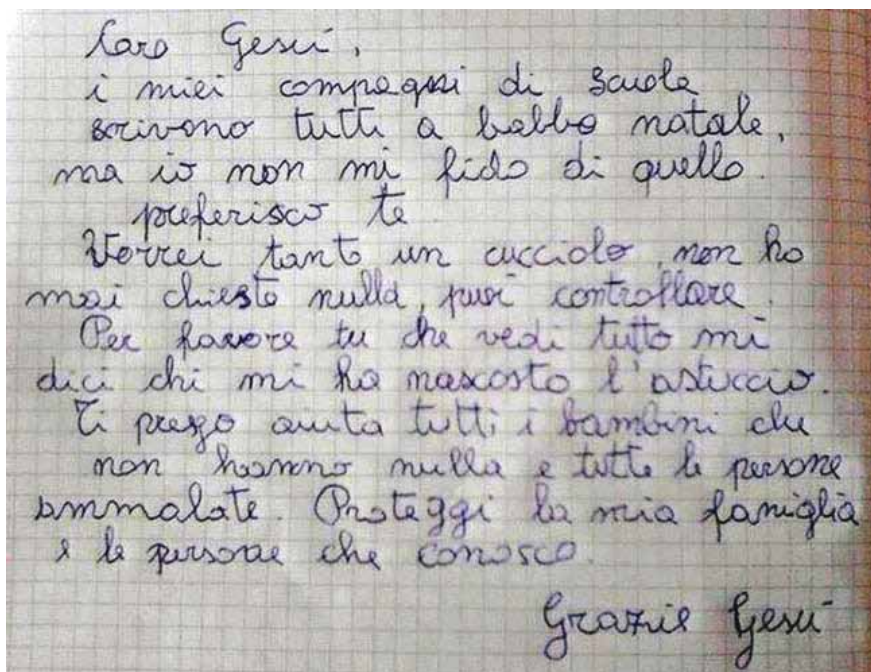 Caro Gesù,
i miei compagni di scuola
scrivono tutti a babbo natale,
ma io non mi fido di quello.
preferisco te.
Vorrei tanto un cucciolo, non ho
mai chiesto nulla, puoi controllare.
Per favore tu che vedi tutto mi
dici chi mi ha nascosto l'astuccio.
Ti prego aiuta tutti i bambini che
non hanno nulla e tutte le persone
ammalate. Proteggi la mia famiglia
e le persone che conosco.
Grazie Gesù